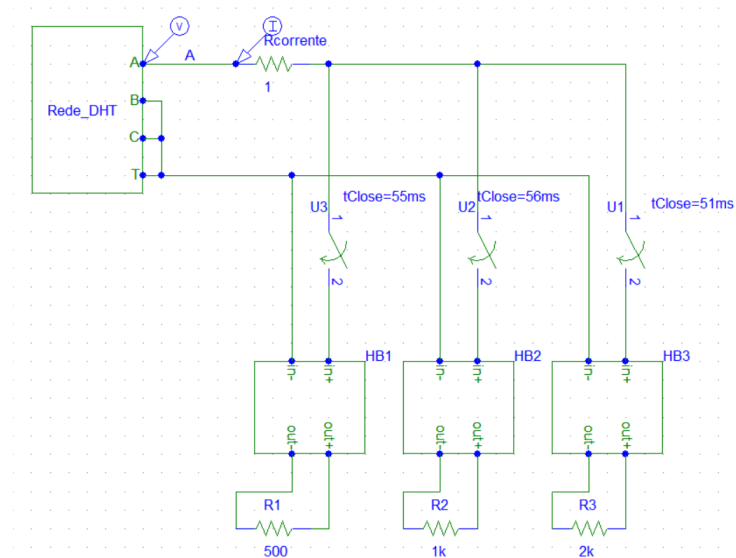 V
I
Rcorrente
A
A
1
B
Rede_DHT
C
T
tClose=55ms
tClose=56ms
tClose=51ms
U3
1
U2
1
U1
1
2
2
2
HB1
HB2
HB3
in-
in+
in-
in+
in-
in+
out-
out+
out-
out+
out-
out+
R1
R2
R3
500
1k
2k